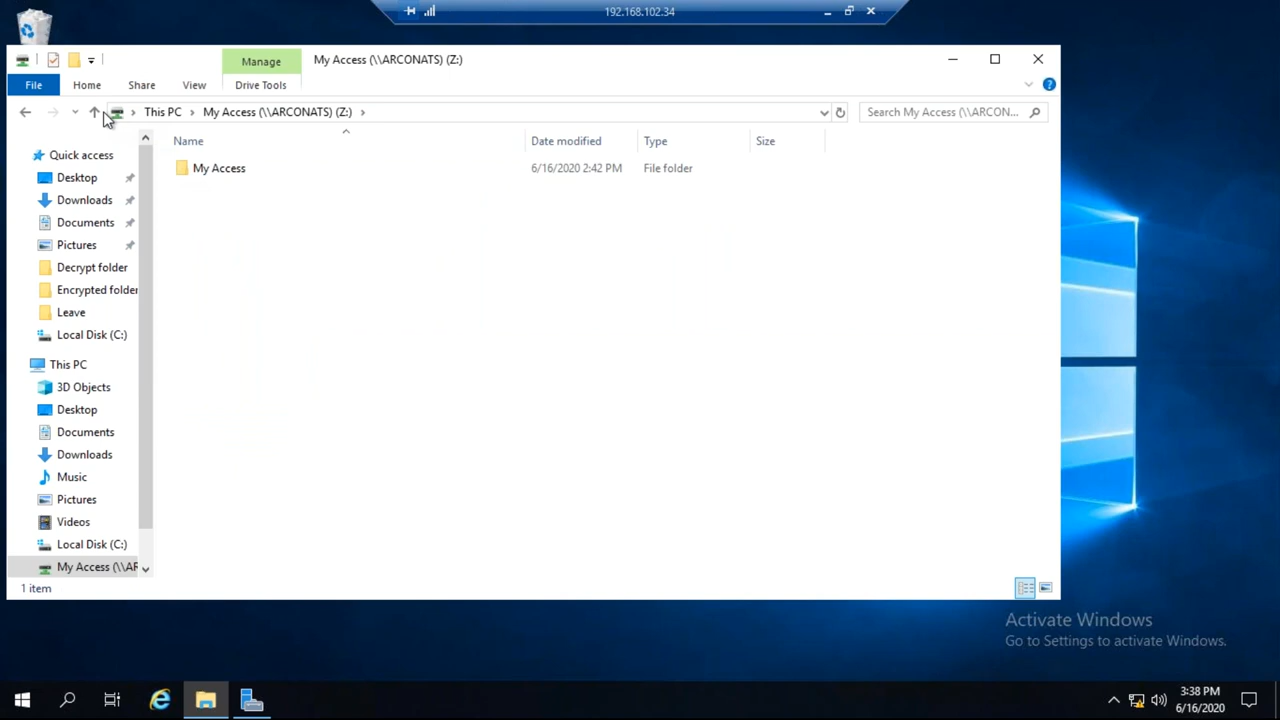 192.168.102.34
Manage
My Access (\\ARCONATS) (Z:)
File
Home
Share
View
Drive Tools
This PC
My Access (\\ARCONATS) (Z:)
Search My Access (\\ARCON...
Name
Date modified
Type
Size
My Access
6/16/2020 2:42 PM
File folder
Quick access
Desktop
Downloads
Documents
Pictures
Decrypt folder
Encrypted folder
Leave
Local Disk (C:)
This PC
3D Objects
Desktop
Documents
Downloads
Music
Pictures
Videos
Local Disk (C:)
My Access (\\AR
1 item
Activate Windows
Go to Settings to activate Windows.
3:38 PM
6/16/2020